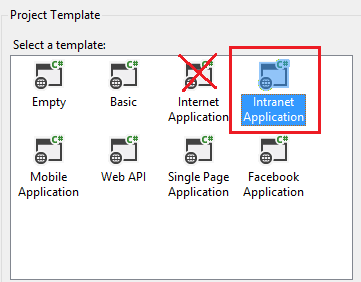 Project Template
Select a template:
C# C# C# C#
Empty Basic Internet Application Intranet Application
C# C# C# C#
Mobile Application Web API Single Page Application Facebook Application